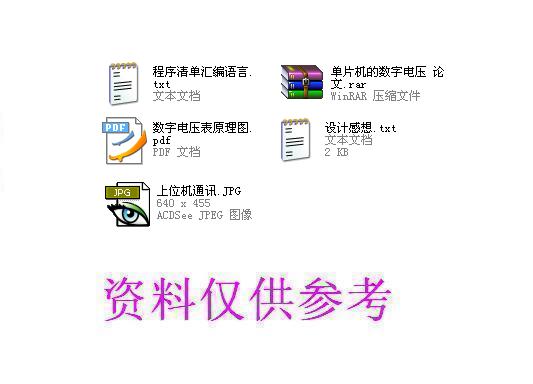 程序清单汇编语言.
txt
文本文档
单片机的数字电压 论
文.rar
WinRAR 压缩文件
PDF
数字电压表原理图.
pdf
PDF 文档
设计感想.txt
文本文档
2 KB
JPG
上位机通讯.JPG
640 x 455
ACDSee JPEG 图像
资料仅供参考